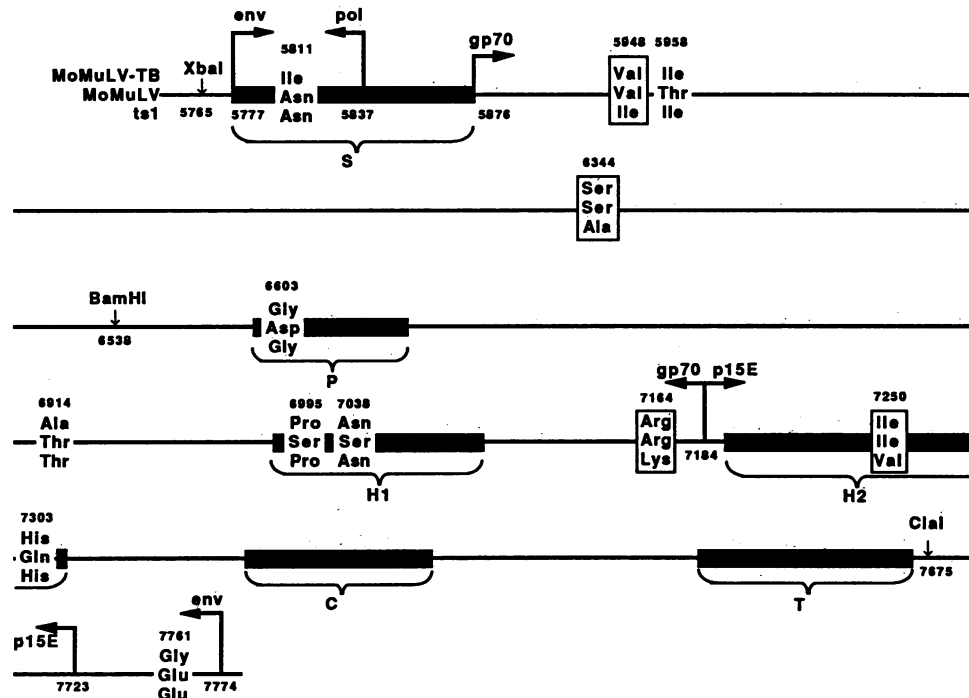 env pol
5811 gp70 5948 5958
XbaI
MoMuLV-TB Ile Val Ile
MoMuLV Asn Val Thr
ts1 Asn Ile Ile
5765 5777 5837 5876
S
6344
Ser
Ser
Ala
BamHI 6603
Gly
Asp
Gly
6538
P
gp70 p15E
6914 6995 7038 7164 7250
Ala Pro Asn Arg Ile
Thr Ser Ser Arg Ile
Thr Pro Asn Lys Val
7184
H1 H2
7303 ClaI
His
Gln
His
7675
C T
env
p15E 7761
Gly
Glu
Glu
7723 7774